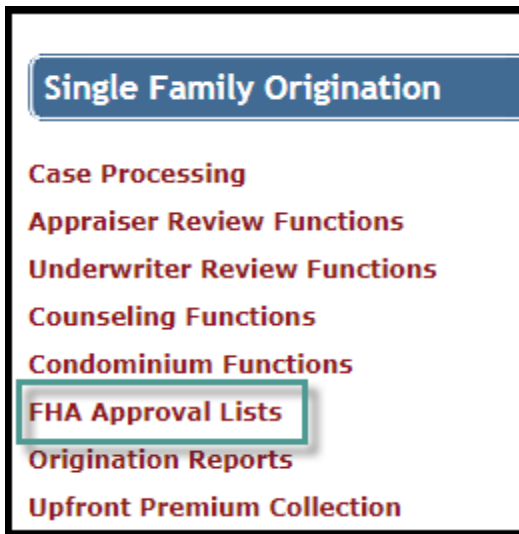 Single Family Origination
Case Processing
Appraiser Review Functions
Underwriter Review Functions
Counseling Functions
Condominium Functions
FHA Approval Lists
Origination Reports
Upfront Premium Collection